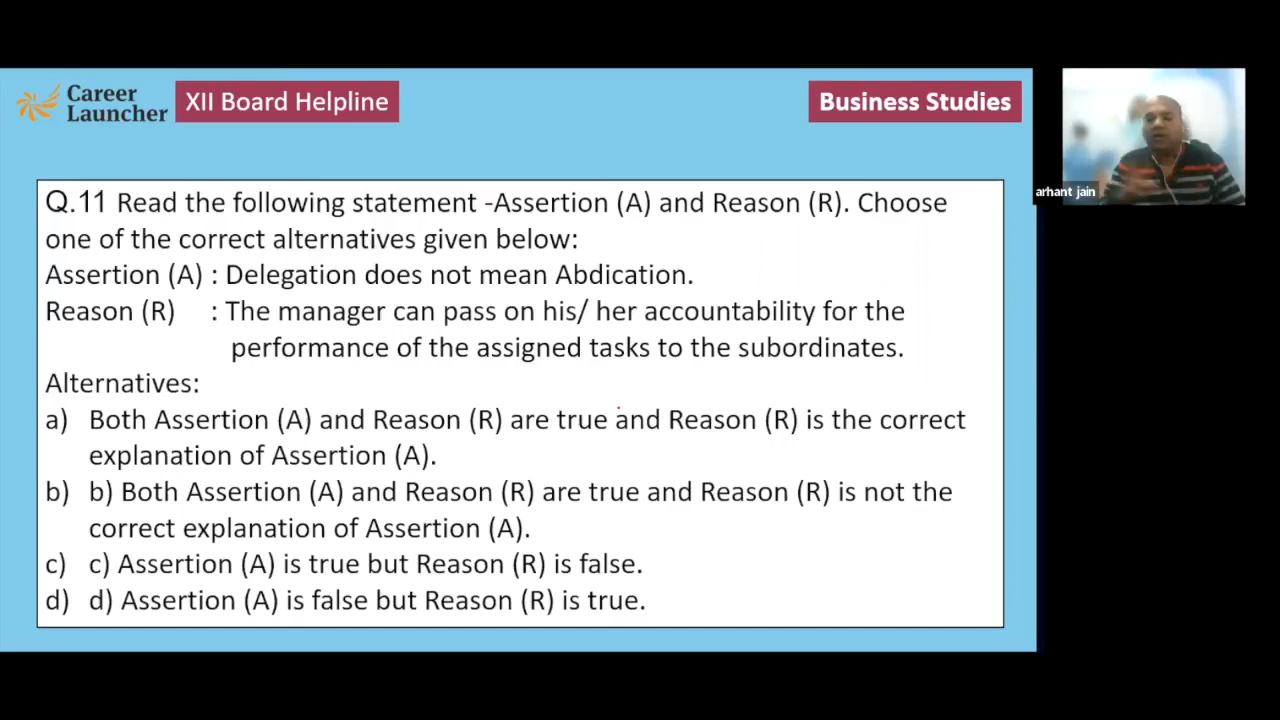 Career
Launcher
XII Board Helpline
Business Studies
arhant jain
Q.11 Read the following statement -Assertion (A) and Reason (R). Choose
one of the correct alternatives given below:
Assertion (A) : Delegation does not mean Abdication.
Reason (R) : The manager can pass on his/ her accountability for the
performance of the assigned tasks to the subordinates.
Alternatives:
a) Both Assertion (A) and Reason (R) are true and Reason (R) is the correct
explanation of Assertion (A).
b) b) Both Assertion (A) and Reason (R) are true and Reason (R) is not the
correct explanation of Assertion (A).
c) c) Assertion (A) is true but Reason (R) is false.
d) d) Assertion (A) is false but Reason (R) is true.